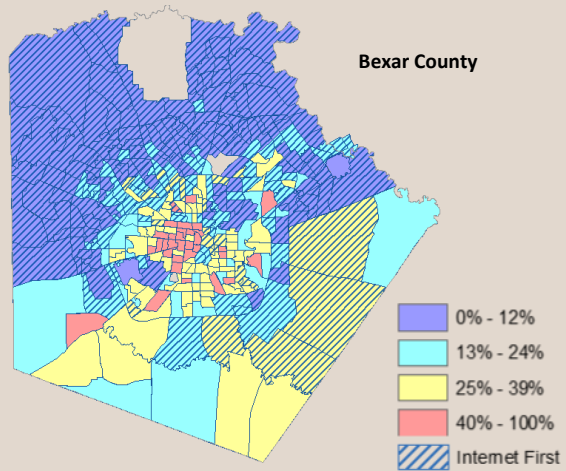 Bexar County
0% - 12%
13% - 24%
25% - 39%
40% - 100%
Internet First